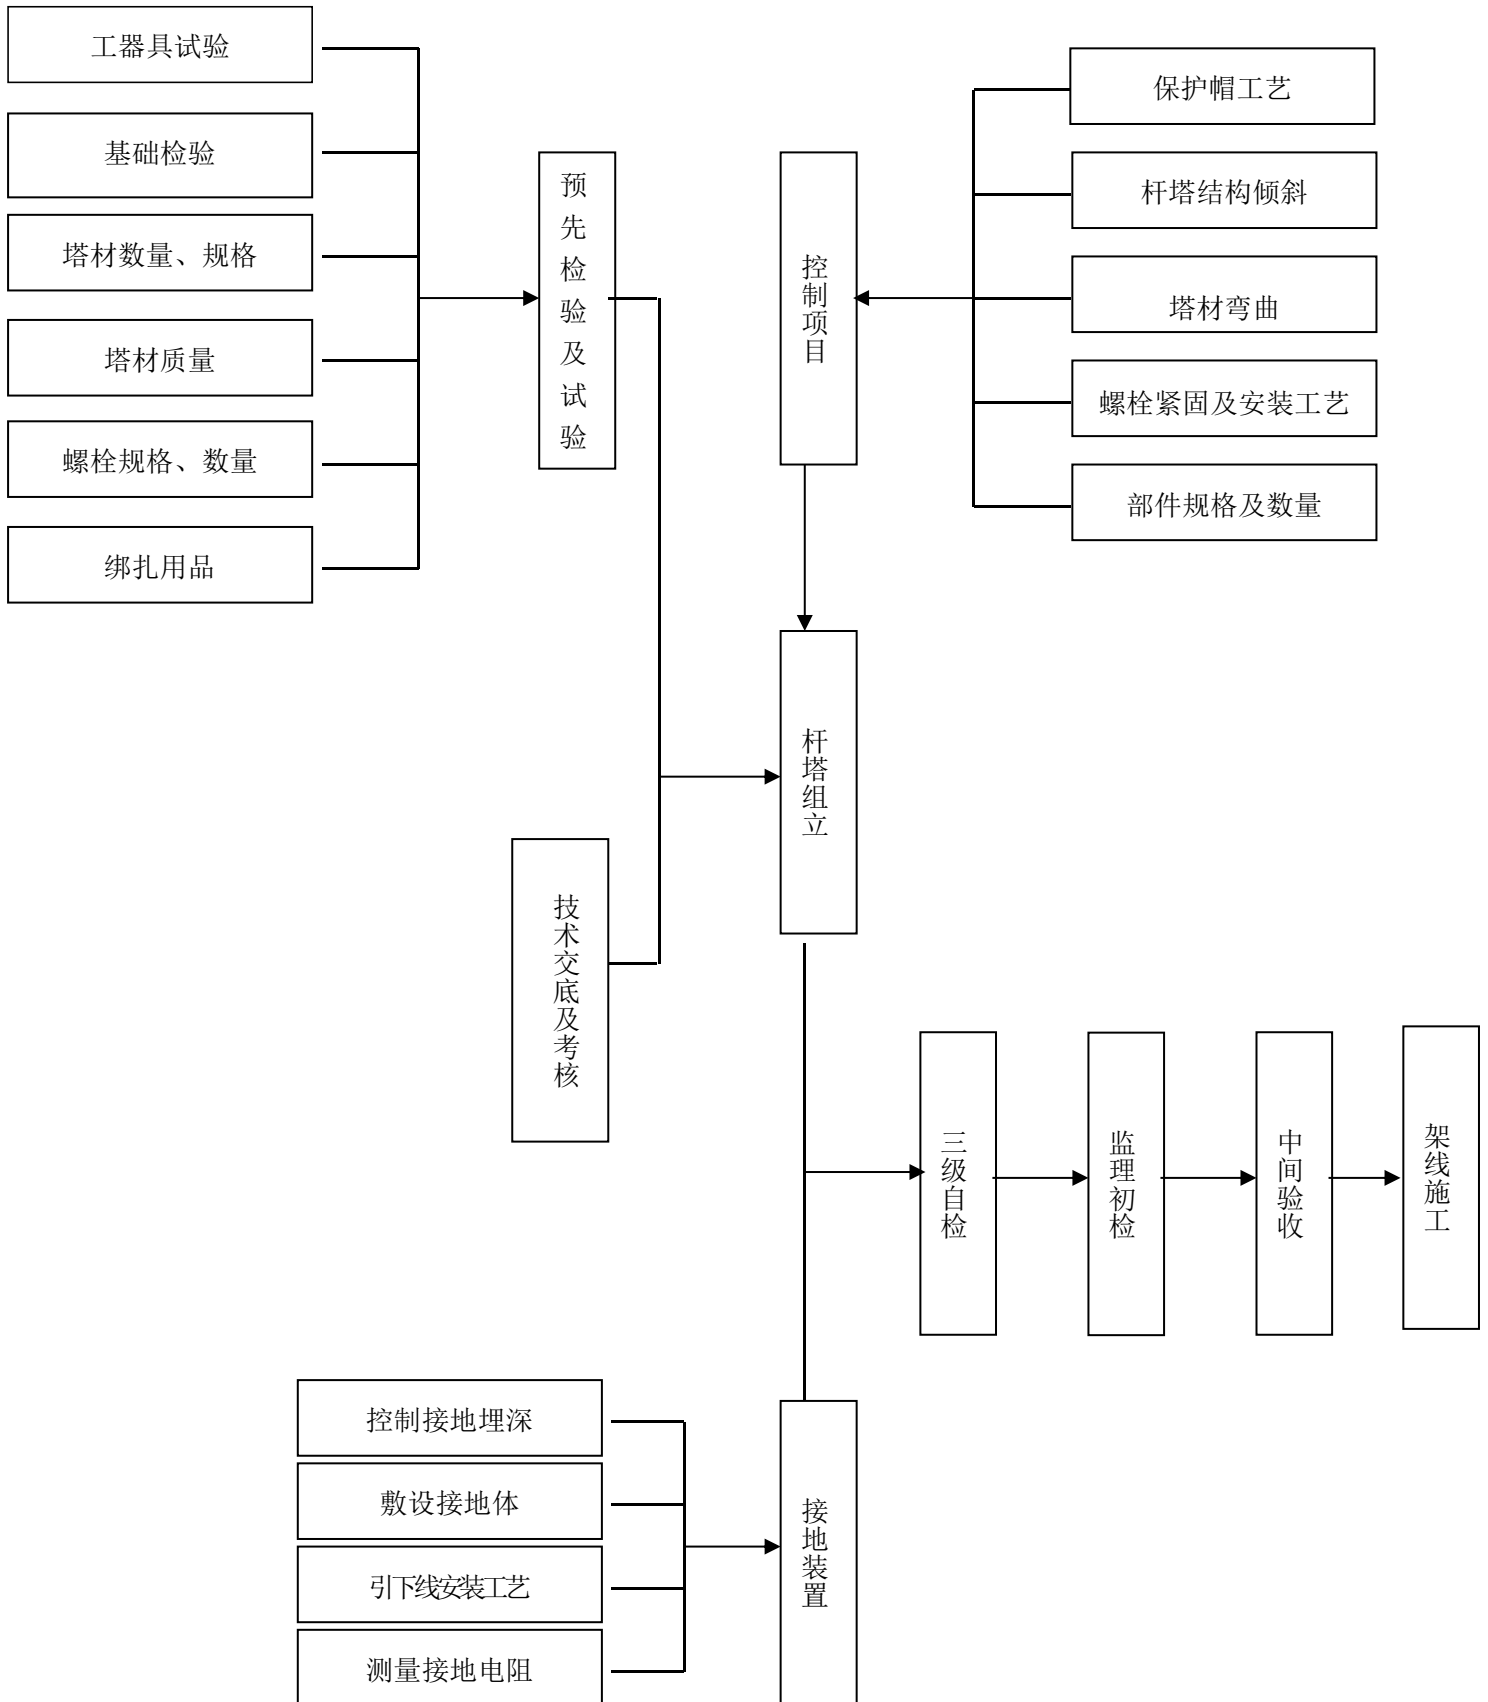 工器具试验
基础检验
塔材数量、规格
塔材质量
螺栓规格、数量
绑扎用品
预先检验及试验
控制项目
保护帽工艺
杆塔结构倾斜
塔材弯曲
螺栓紧固及安装工艺
部件规格及数量
杆塔组立
技术交底及考核
三级自检
监理初检
中间验收
架线施工
控制接地埋深
敷设接地体
引下线安装工艺
测量接地电阻
接地装置